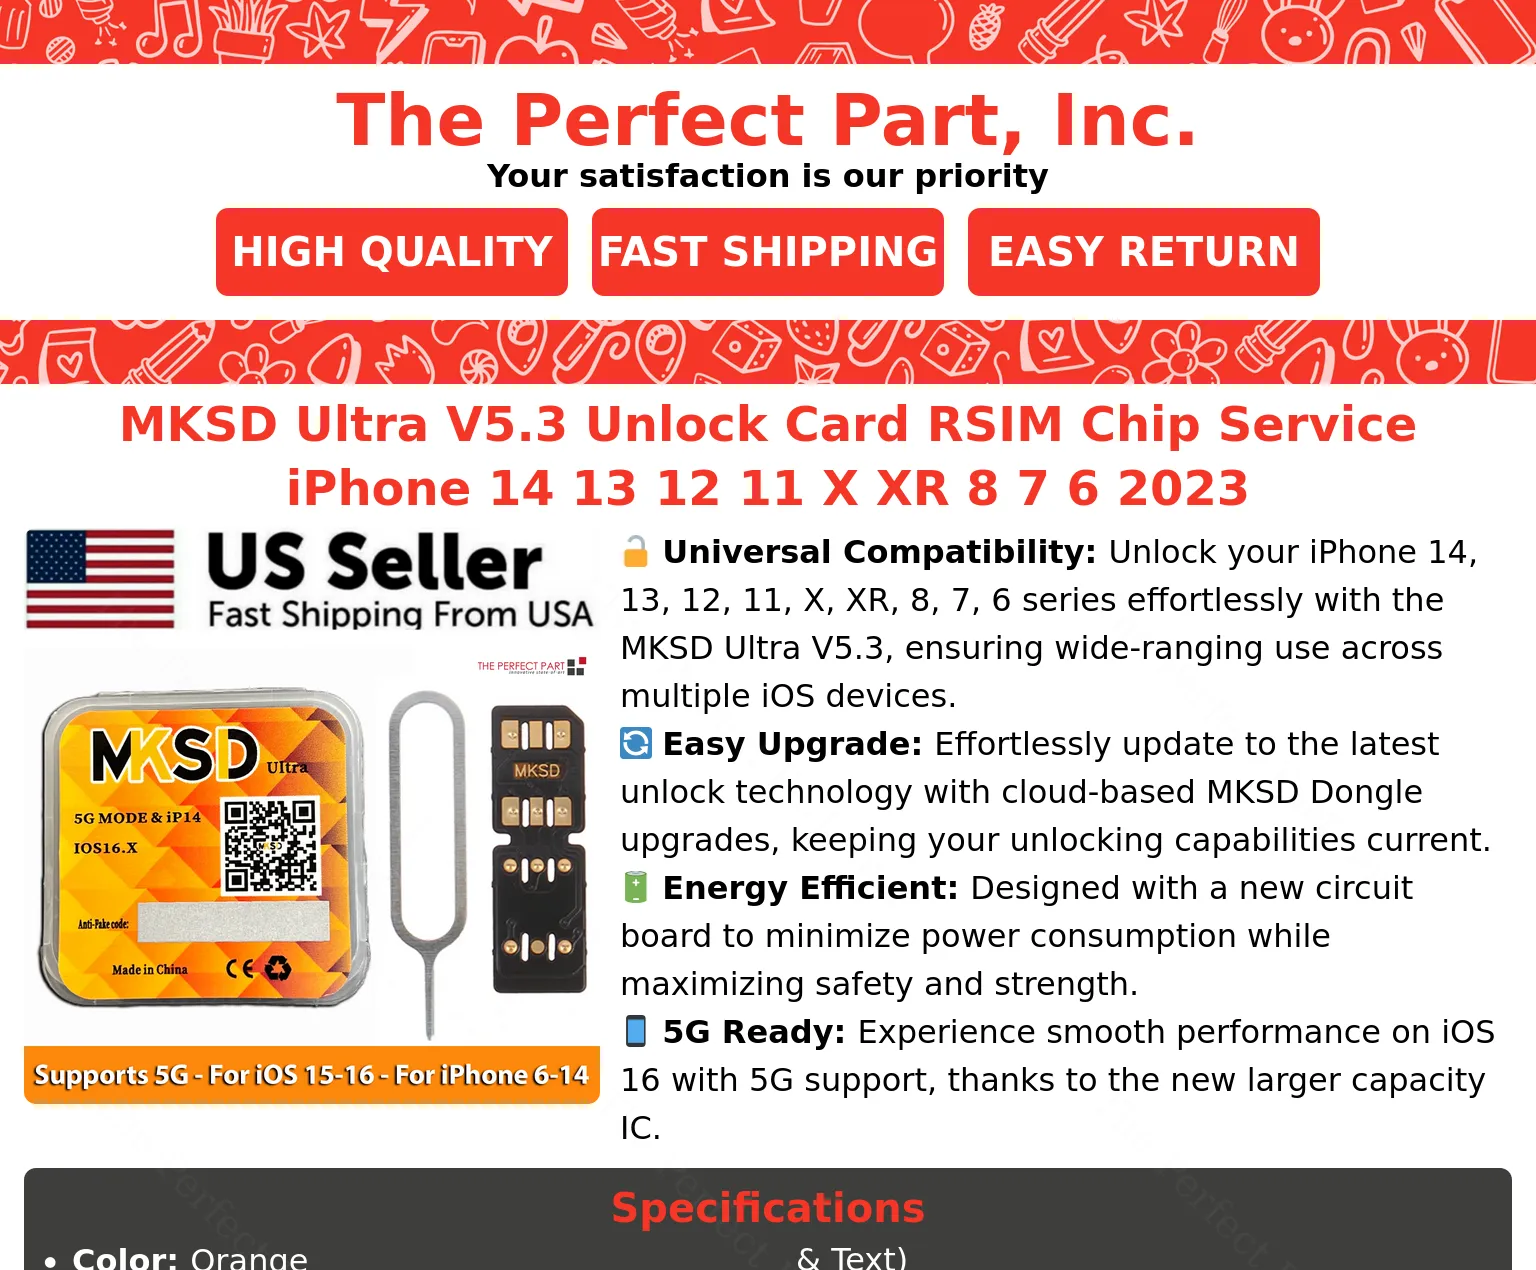 The Perfect Part, Inc.
Your satisfaction is our priority
HIGH QUALITY
FAST SHIPPING
EASY RETURN
MKSD Ultra V5.3 Unlock Card RSIM Chip Service
iPhone 14 13 12 11 X XR 8 7 6 2023
US Seller
Fast Shipping From USA
THE PERFECT PART
MKSD
Ultra
5G MODE & iP14
IOS16.X
MKSD
Anti-Fake code:
Made in China
CE
MKSD
Supports 5G - For iOS 15-16 - For iPhone 6-14
🔓 Universal Compatibility: Unlock your iPhone 14,
13, 12, 11, X, XR, 8, 7, 6 series effortlessly with the
MKSD Ultra V5.3, ensuring wide-ranging use across
multiple iOS devices.
🔄 Easy Upgrade: Effortlessly update to the latest
unlock technology with cloud-based MKSD Dongle
upgrades, keeping your unlocking capabilities current.
🔋 Energy Efficient: Designed with a new circuit
board to minimize power consumption while
maximizing safety and strength.
📱 5G Ready: Experience smooth performance on iOS
16 with 5G support, thanks to the new larger capacity
IC.
Specifications
• Color: Orange
& Text)